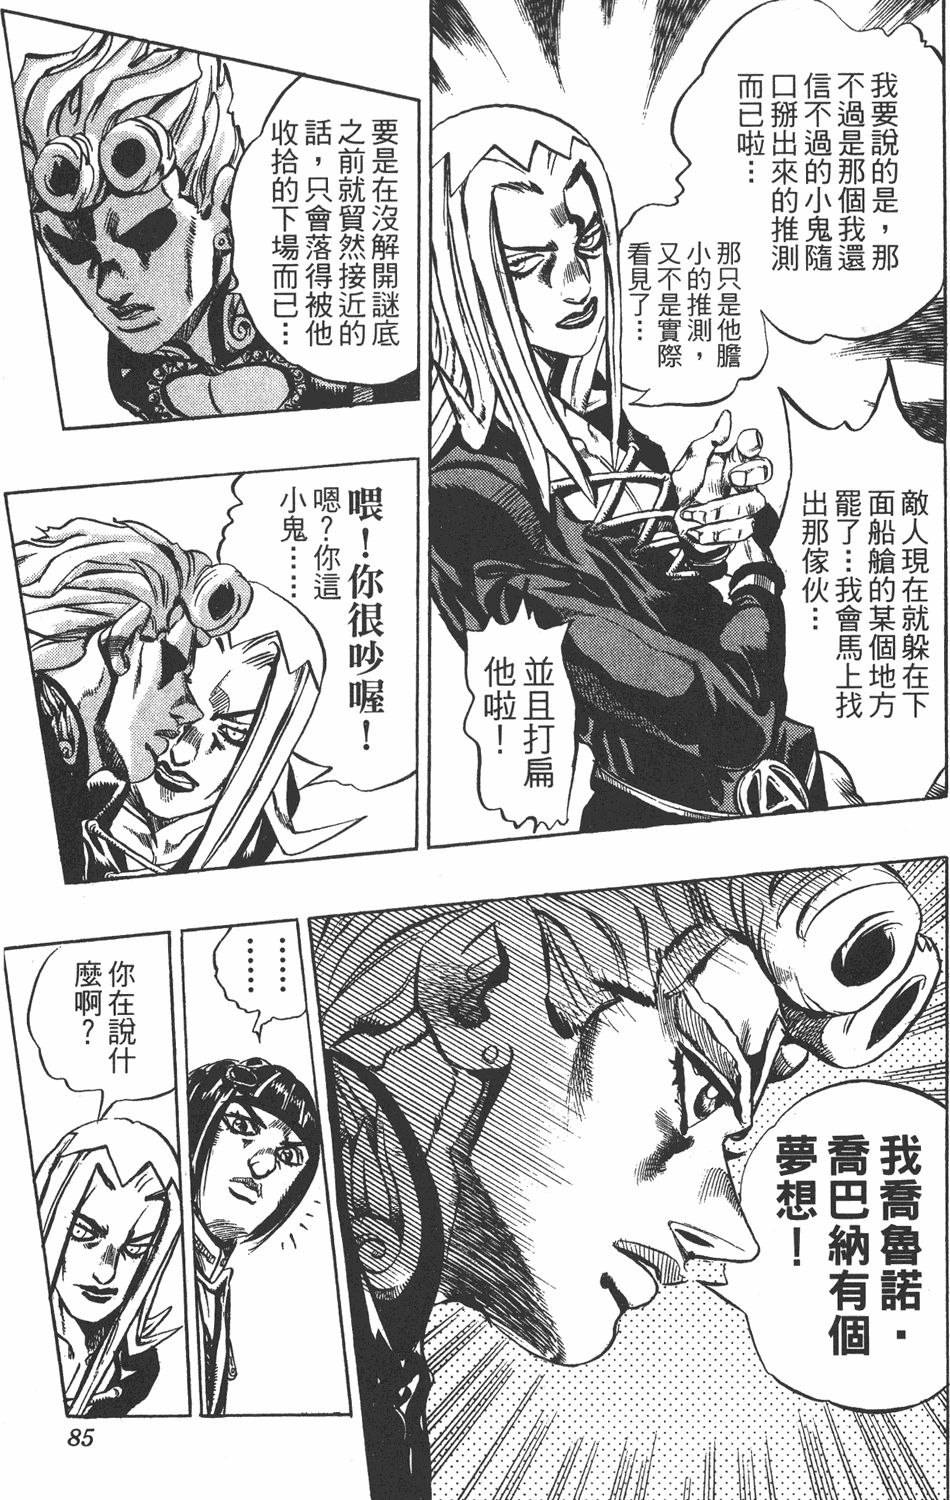 我要說的是，那
不過是那個我還
信不過的小鬼隨
口掰出來的推測
而已啦…
那只是他膽
小的推測，
又不是實際
看見了…
敵人現在就躲在下
面船艙的某個地方
罷了…我會馬上找
出那傢伙…
並且打扁
他啦！
要是在沒解開謎底
之前就貿然接近的
話，只會落得被他
收拾的下場而已…
喂！你很吵喔！
嗯？你這
小鬼……
我喬魯諾·
喬巴納有個
夢想！
……
……
你在說什
麼啊？
85